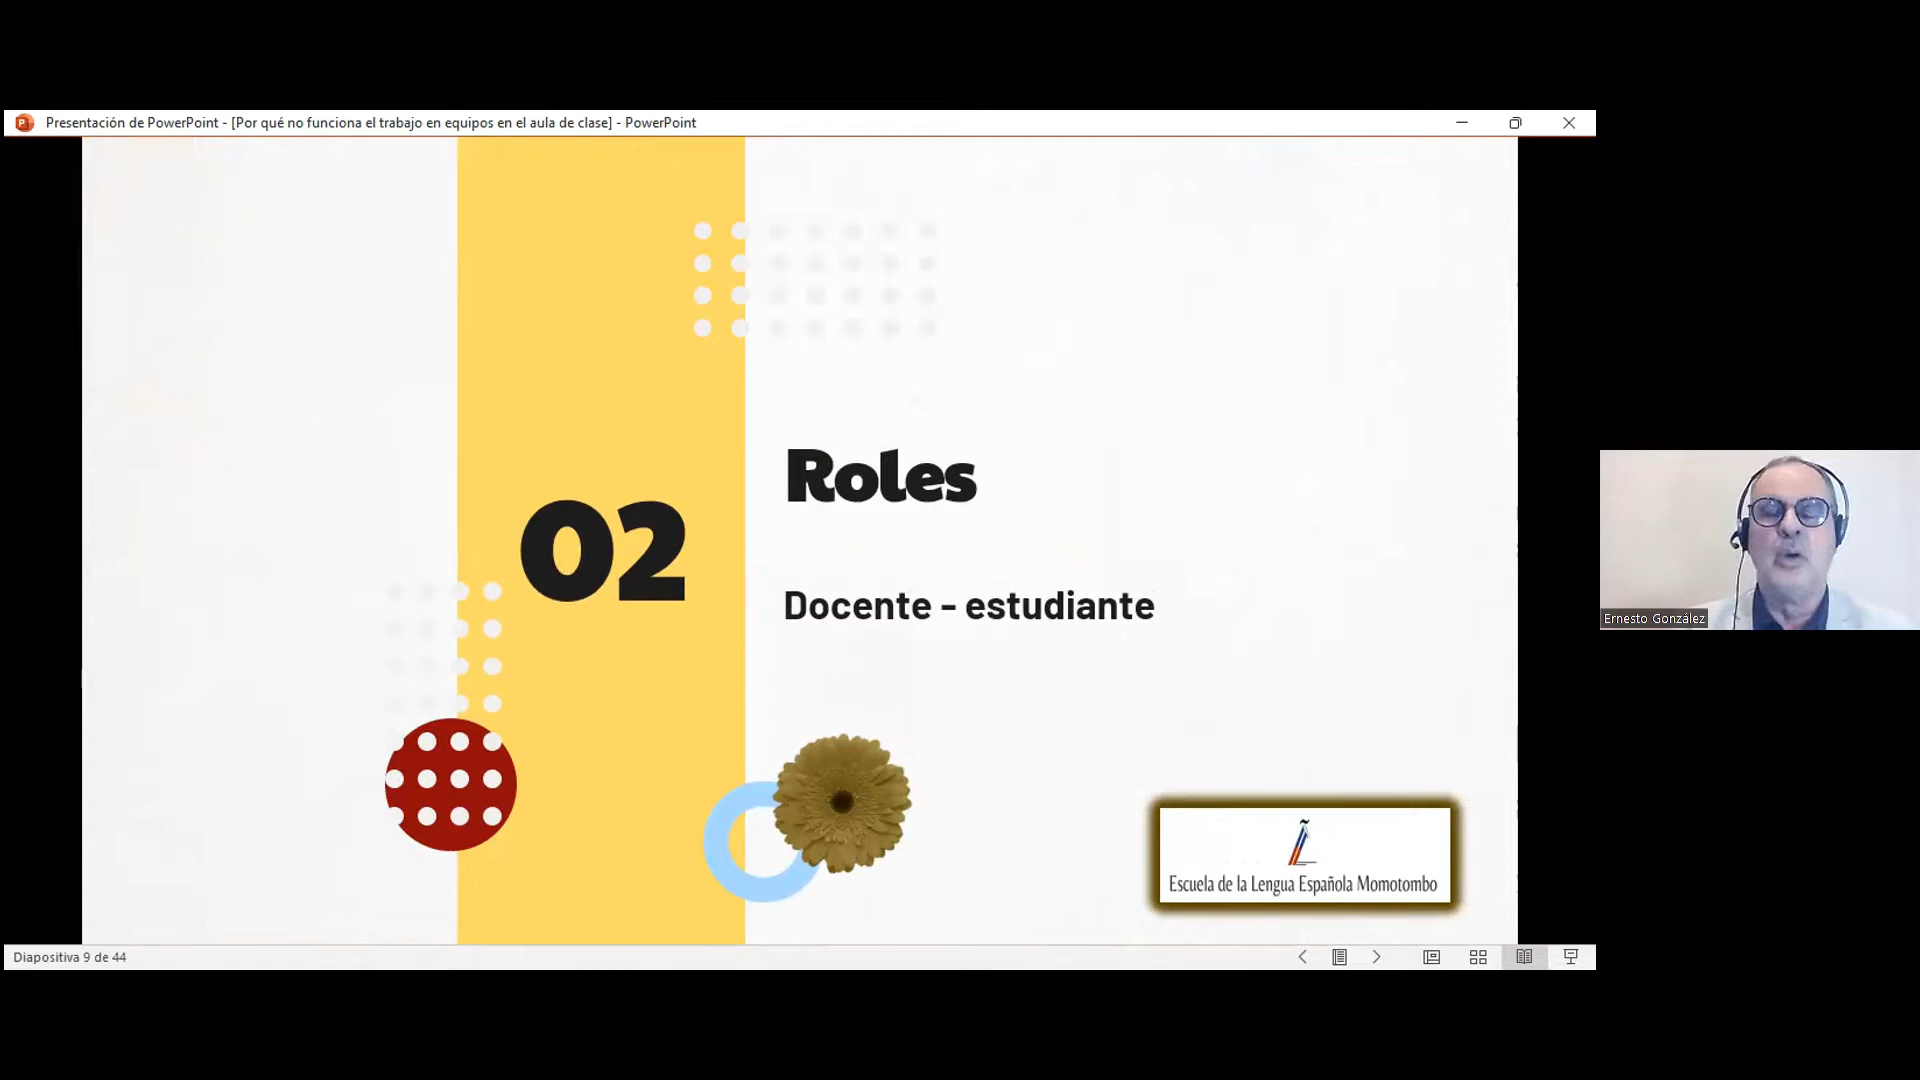 Presentación de PowerPoint - [Por qué no funciona el trabajo en equipos en el aula de clase] - PowerPoint
02
Roles
Docente - estudiante
Ernesto González
Escuela de la Lengua Española Momotombo
Diapositiva 9 de 44